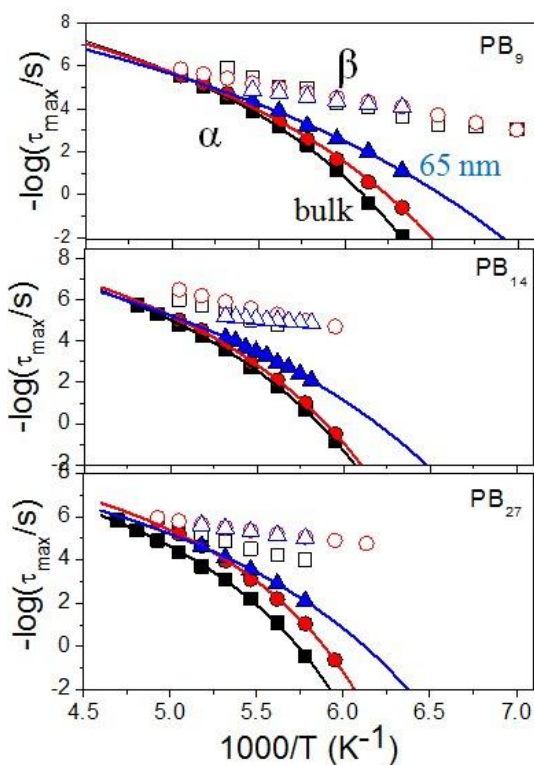 8
PB₉
6
β
4
α
2
65 nm
0
bulk
-2
-log(τmax/s)
8
PB₁₄
6
4
2
0
-2
-log(τmax/s)
8
PB₂₇
6
4
2
0
-2
-log(τmax/s)
4.5 5.0 5.5 6.0 6.5 7.0
1000/T (K⁻¹)